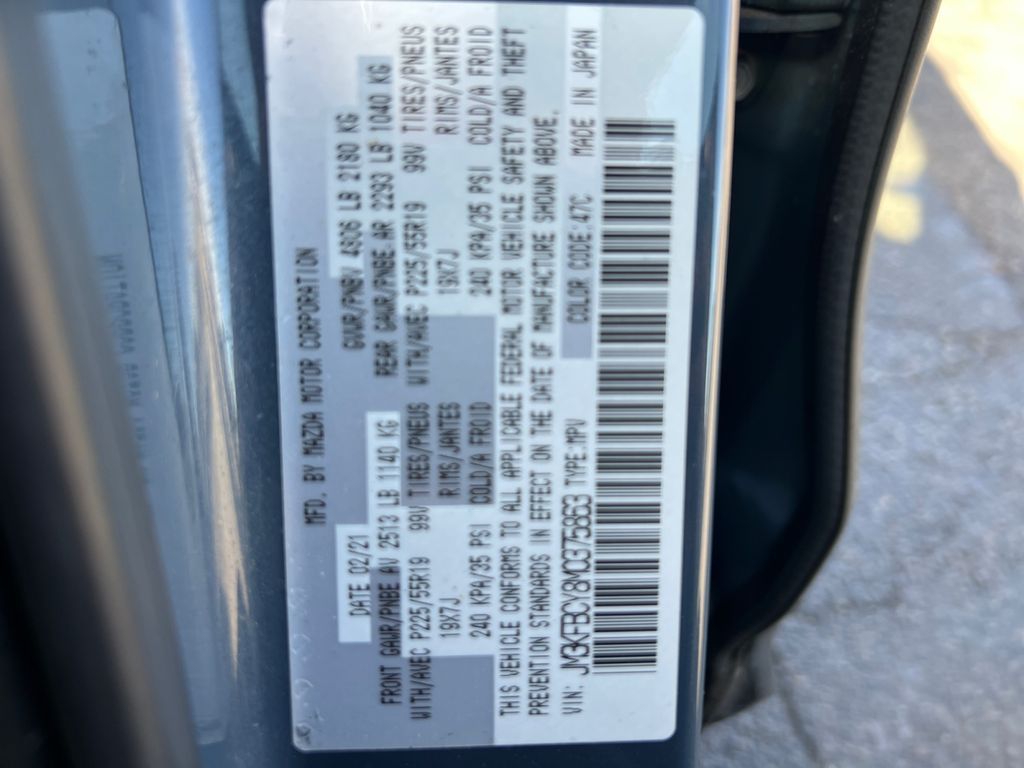 MFD. BY MAZDA MOTOR CORPORATION
DATE 02/21 GVWR/PNBV 4806 LB 2180 KG
FRONT GAWR/PNBE AV 2513 LB 1140 KG REAR GAWR/PNBE AR 2293 LB 1040 KG
WITH/AVEC P225/55R19 99V TIRES/PNEUS WITH/AVEC P225/55R19 99V TIRES/PNEUS
19X7J RIMS/JANTES 19X7J RIMS/JANTES
240 KPA/35 PSI COLD/A FROID 240 KPA/35 PSI COLD/A FROID
THIS VEHICLE CONFORMS TO ALL APPLICABLE FEDERAL MOTOR VEHICLE SAFETY AND THEFT
PREVENTION STANDARDS IN EFFECT ON THE DATE OF MANUFACTURE SHOWN ABOVE.
VIN: JM3KFBCY8M0375863 TYPE:MPV COLOR CODE:47C MADE IN JAPAN